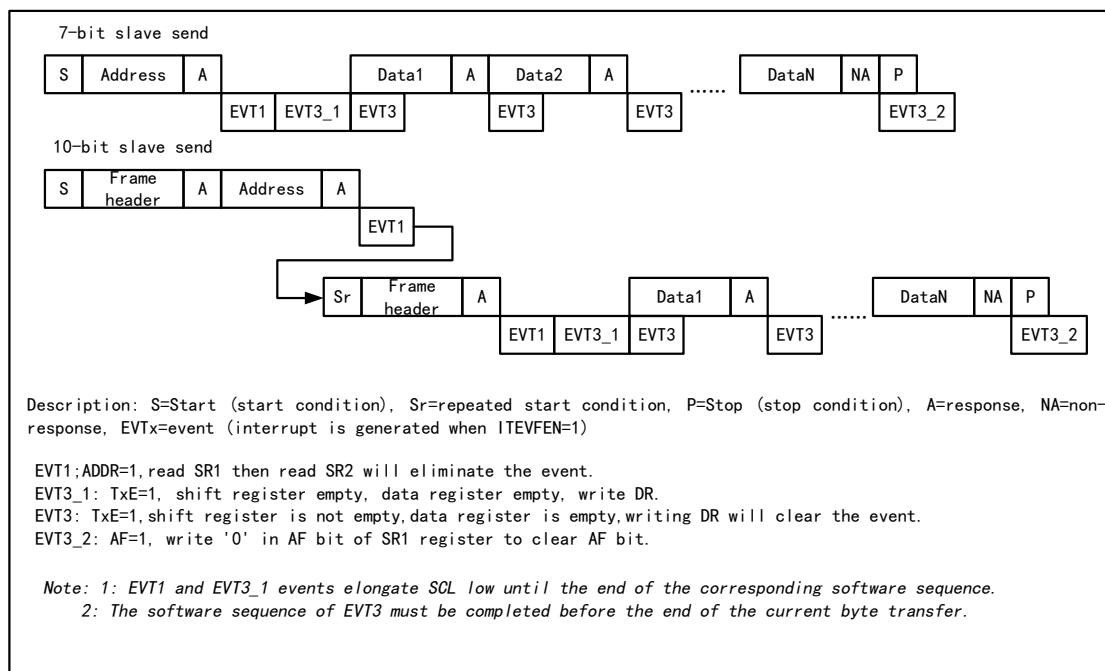 7-bit slave send
S Address A Data1 A Data2 A ...... DataN NA P
EVT1 EVT3_1 EVT3 EVT3 EVT3 EVT3_2
10-bit slave send
S Frame header A Address A
EVT1
Sr Frame header A Data1 A ...... DataN NA P
EVT1 EVT3_1 EVT3 EVT3 EVT3_2
Description: S=Start (start condition), Sr=repeated start condition, P=Stop (stop condition), A=response, NA=non-
response, EVTx=event (interrupt is generated when ITEVFEN=1)
EVT1;ADDR=1,read SR1 then read SR2 will eliminate the event.
EVT3_1: TxE=1, shift register empty, data register empty, write DR.
EVT3: TxE=1,shift register is not empty,data register is empty,writing DR will clear the event.
EVT3_2: AF=1, write '0' in AF bit of SR1 register to clear AF bit.
Note: 1: EVT1 and EVT3_1 events elongate SCL low until the end of the corresponding software sequence.
2: The software sequence of EVT3 must be completed before the end of the current byte transfer.